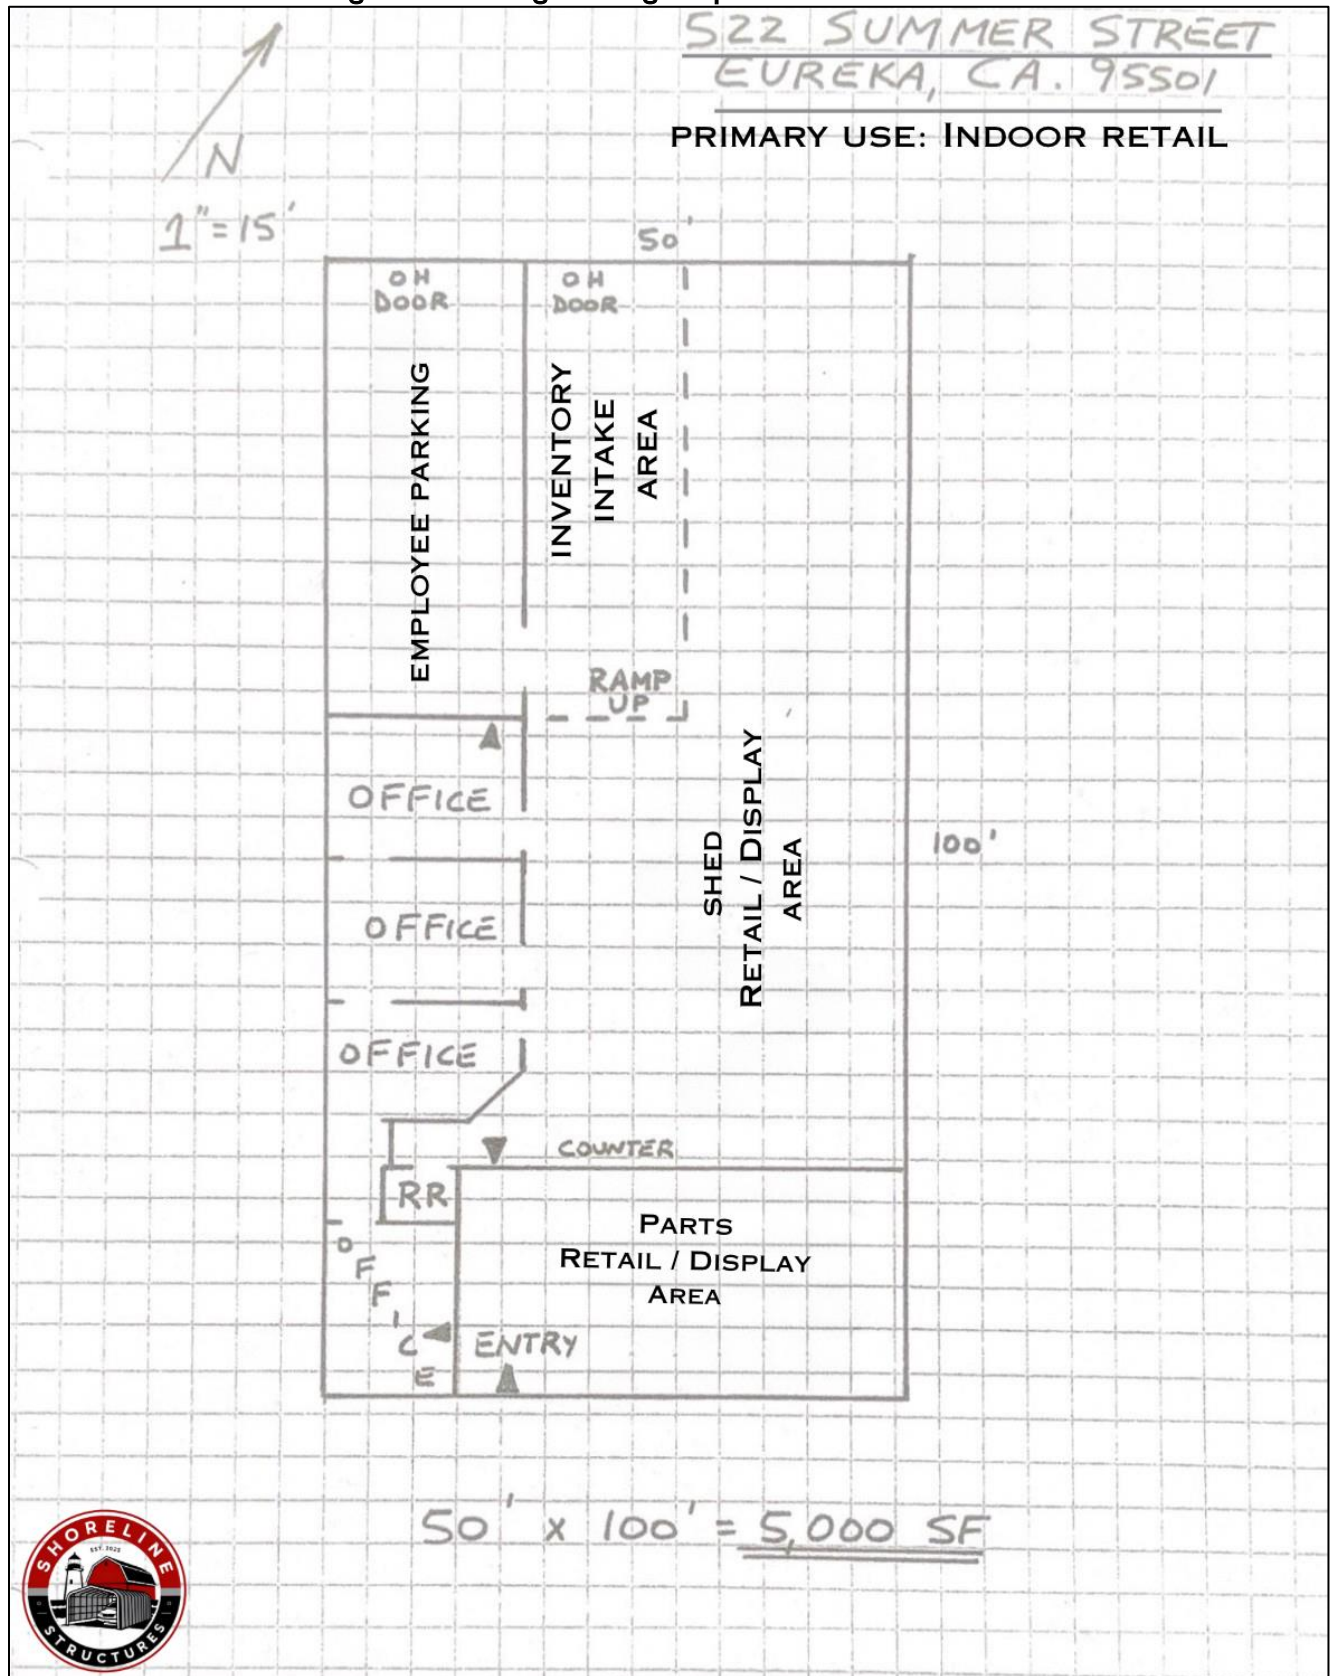 522 SUMMER STREET
EUREKA, CA. 95501
PRIMARY USE: INDOOR RETAIL
N
1"=15'
50'
OH
DOOR
OH
DOOR
EMPLOYEE PARKING
INVENTORY
INTAKE
AREA
RAMP
UP
OFFICE
SHED
RETAIL / DISPLAY
AREA
100'
OFFICE
OFFICE
COUNTER
RR
PARTS
RETAIL / DISPLAY
AREA
OFFICE
ENTRY
50' x 100' = 5,000 SF
SHORELINE
EST. 2025
STRUCTURES